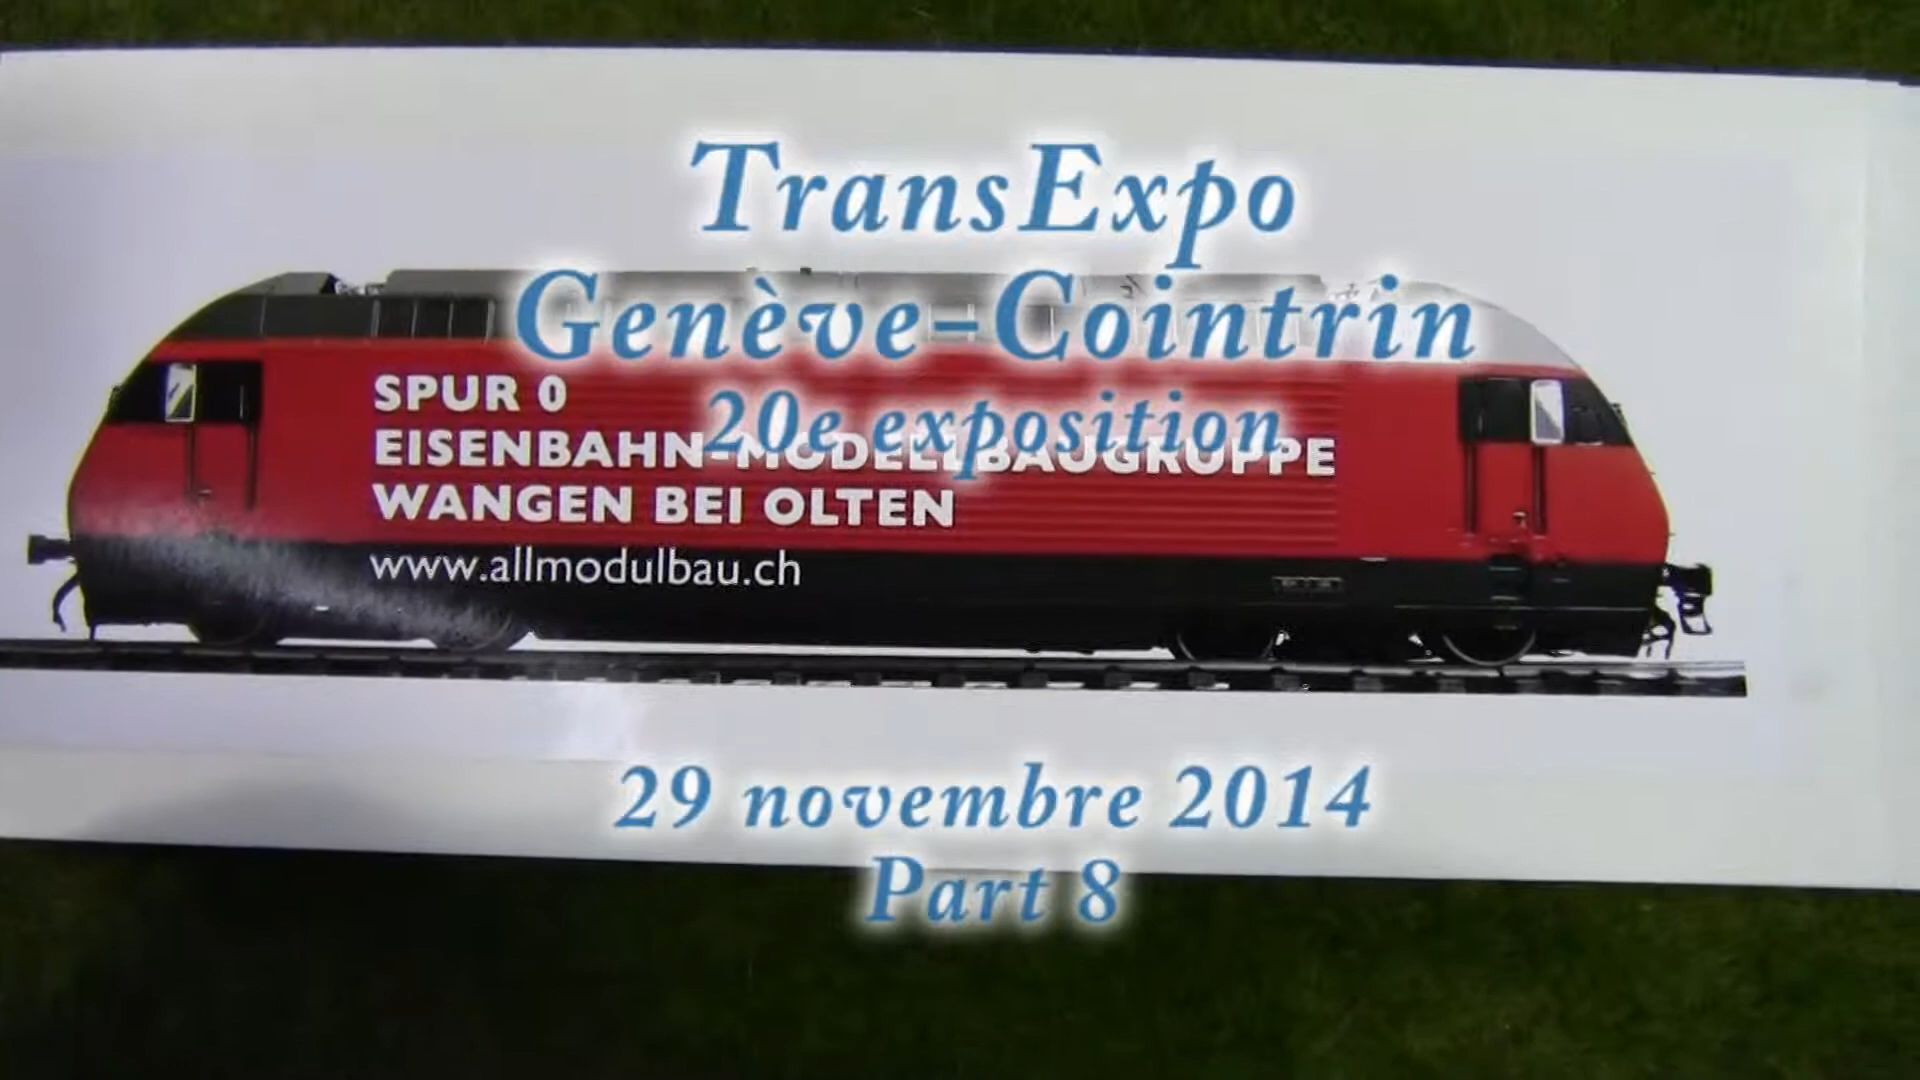 TransExpo
Genève-Cointrin
20e exposition
SPUR 0
EISENBAHN-MODELLBAUGRUPPE
WANGEN BEI OLTEN
www.allmodulbau.ch
29 novembre 2014
Part 8